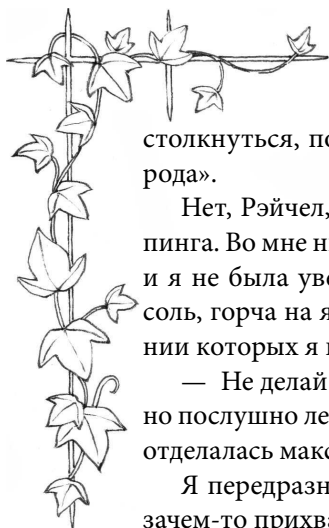 столкнуться, по
рода».
Нет, Рэйчел,
пинга. Во мне н
и я не была уве
соль, горча на я
нии которых я
— Не делай
но послушно ле
отделалась макс
Я передразн
зачем-то прихва